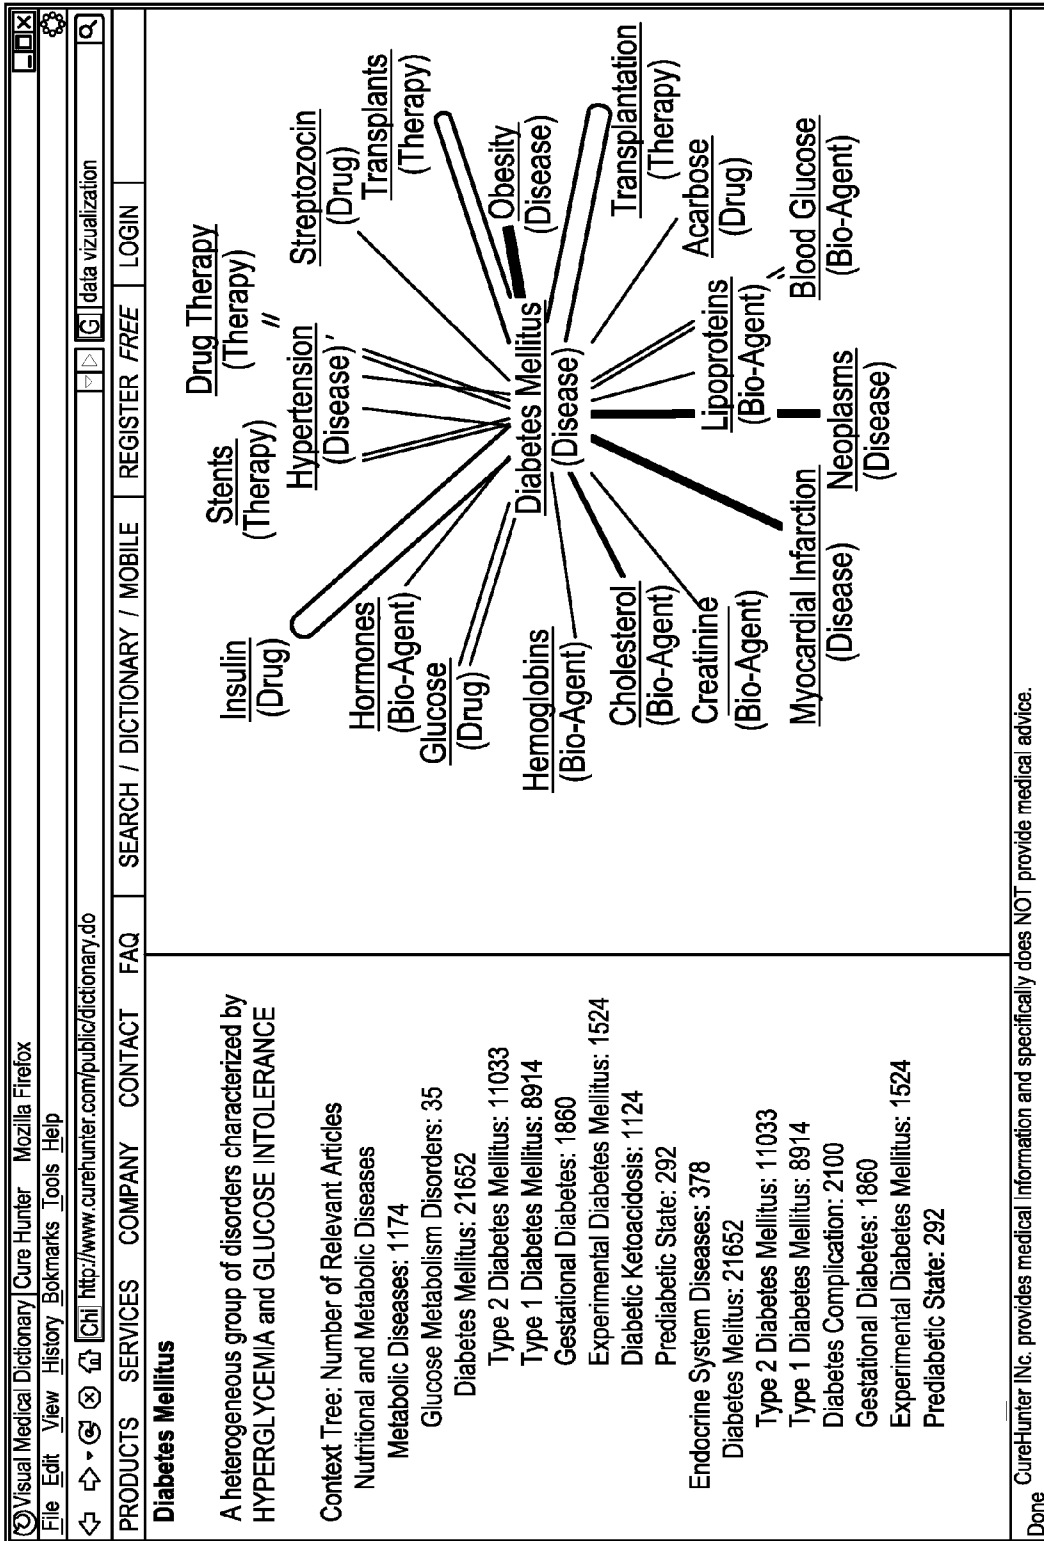 Visual Medical Dictionary Cure Hunter Mozilla Firefox
File Edit View History Bokmarks Tools Help
Chi http://www.curehunter.com/public/dictionary.do
G data vizualization
PRODUCTS SERVICES COMPANY CONTACT FAQ SEARCH / DICTIONARY / MOBILE REGISTER FREE LOGIN
Diabetes Mellitus
A heterogeneous group of disorders characterized by
HYPERGLYCEMIA and GLUCOSE INTOLERANCE
Context Tree: Number of Relevant Articles
Nutritional and Metabolic Diseases
Metabolic Diseases: 1174
Glucose Metabolism Disorders: 35
Diabetes Mellitus: 21652
Type 2 Diabetes Mellitus: 11033
Type 1 Diabetes Mellitus: 8914
Gestational Diabetes: 1860
Experimental Diabetes Mellitus: 1524
Diabetic Ketoacidosis: 1124
Prediabetic State: 292
Endocrine System Diseases: 378
Diabetes Mellitus: 21652
Type 2 Diabetes Mellitus: 11033
Type 1 Diabetes Mellitus: 8914
Diabetes Complication: 2100
Gestational Diabetes: 1860
Experimental Diabetes Mellitus: 1524
Prediabetic State: 292
Drug Therapy
(Therapy)
Stents
(Therapy)
Insulin
(Drug)
Hypertension
(Disease)
Streptozocin
(Drug)
Transplants
(Therapy)
Hormones
(Bio-Agent)
Glucose
(Drug)
Obesity
(Disease)
Diabetes Mellitus
(Disease)
Hemoglobins
(Bio-Agent)
Cholesterol
(Bio-Agent)
Transplantation
(Therapy)
Creatinine
(Bio-Agent)
Acarbose
(Drug)
Lipoproteins
(Bio-Agent)
Myocardial Infarction
(Disease)
Blood Glucose
(Bio-Agent)
Neoplasms
(Disease)
Done CureHunter INc. provides medical Information and specifically does NOT provide medical advice.